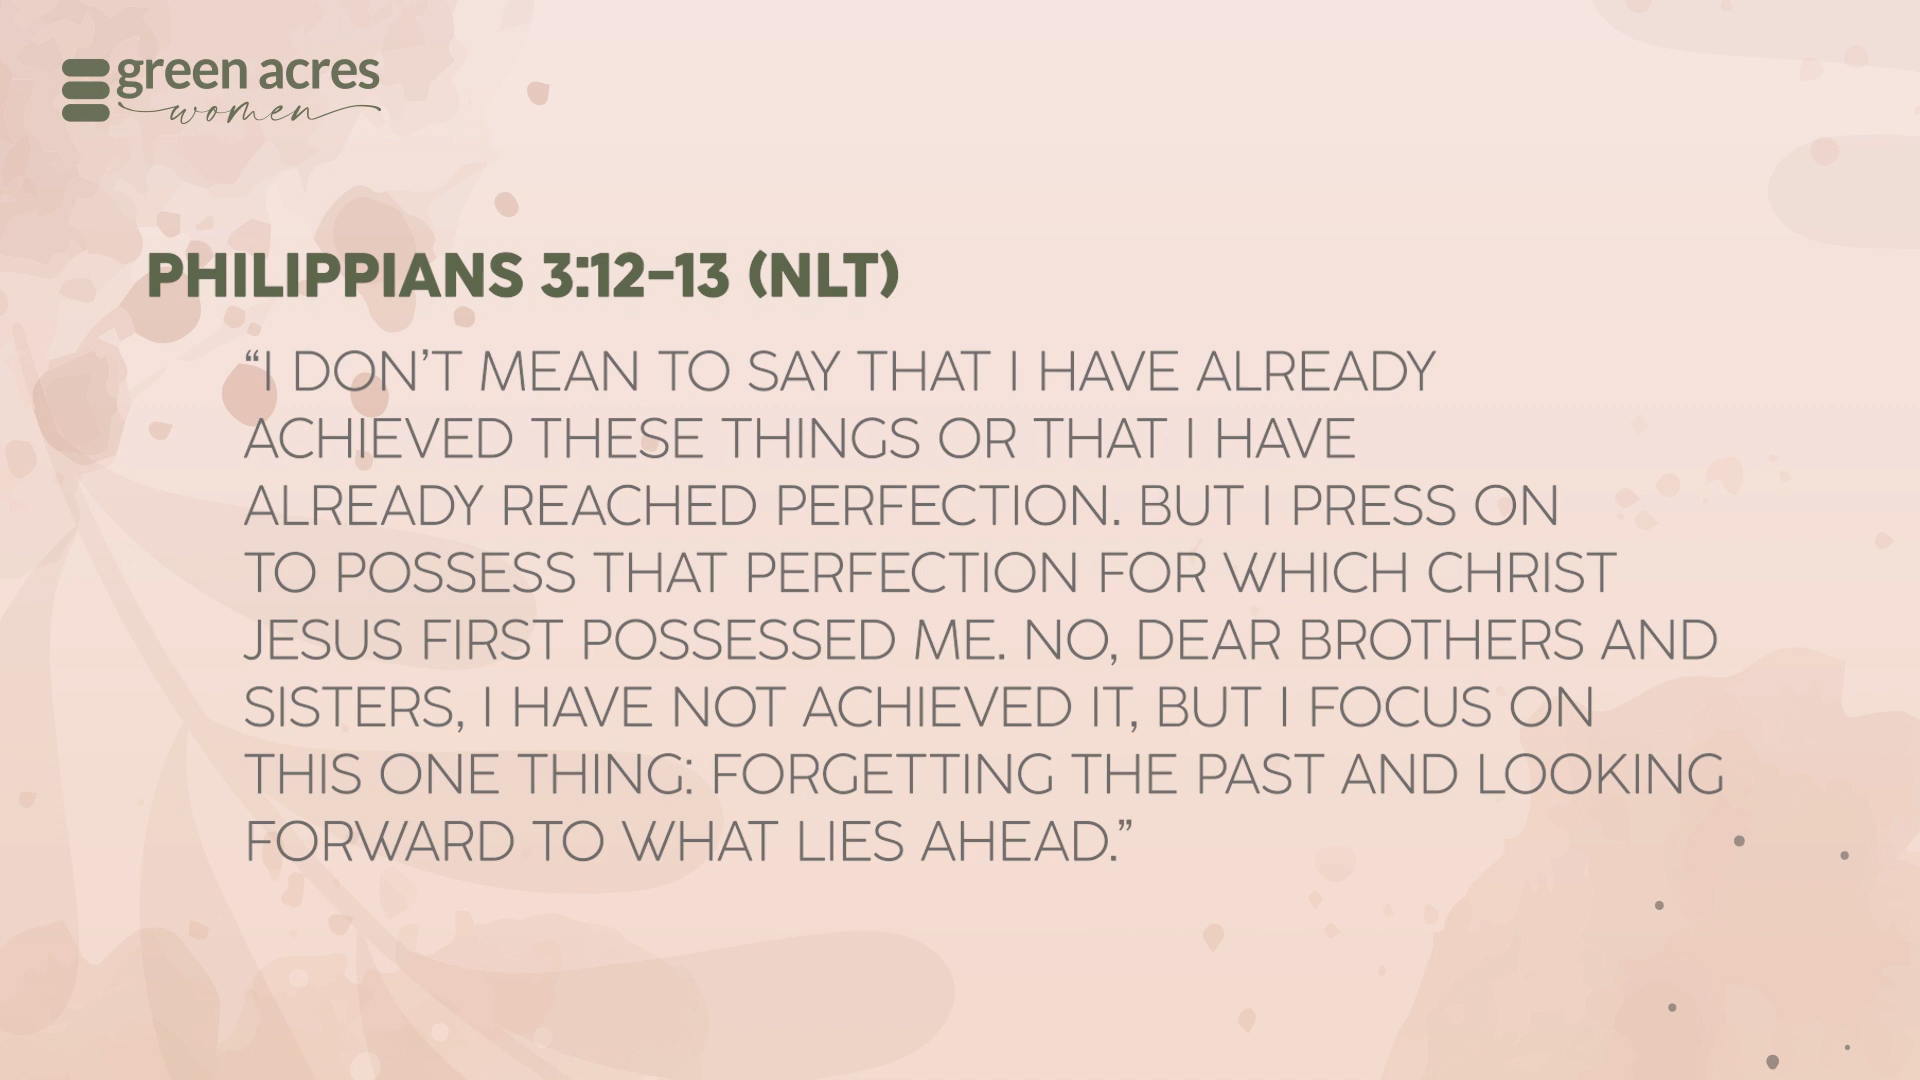 green acres
women
PHILIPPIANS 3:12-13 (NLT)
“I DON’T MEAN TO SAY THAT I HAVE ALREADY
ACHIEVED THESE THINGS OR THAT I HAVE
ALREADY REACHED PERFECTION. BUT I PRESS ON
TO POSSESS THAT PERFECTION FOR WHICH CHRIST
JESUS FIRST POSSESSED ME. NO, DEAR BROTHERS AND
SISTERS, I HAVE NOT ACHIEVED IT, BUT I FOCUS ON
THIS ONE THING: FORGETTING THE PAST AND LOOKING
FORWARD TO WHAT LIES AHEAD.”